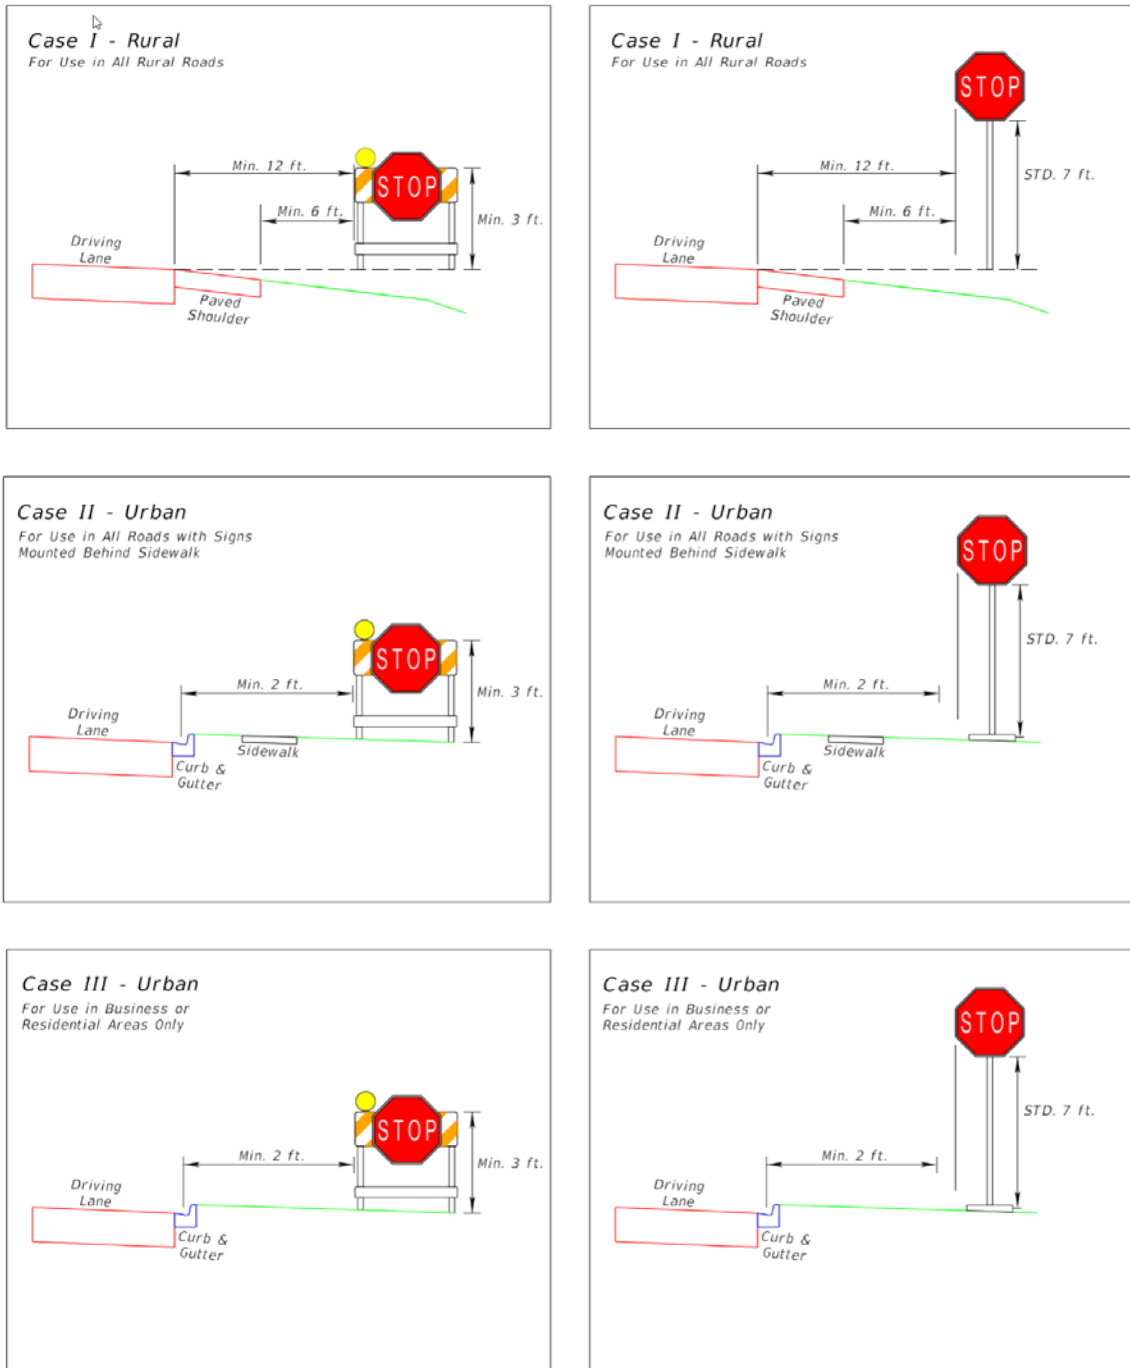 Case I - Rural
For Use in All Rural Roads
STOP
Min. 12 ft.
Min. 6 ft.
Min. 3 ft.
Driving
Lane
Paved
Shoulder
Case I - Rural
For Use in All Rural Roads
STOP
Min. 12 ft.
STD. 7 ft.
Min. 6 ft.
Driving
Lane
Paved
Shoulder
Case II - Urban
For Use in All Roads with Signs
Mounted Behind Sidewalk
STOP
Min. 2 ft.
Min. 3 ft.
Driving
Lane
Sidewalk
Curb &
Gutter
Case II - Urban
For Use in All Roads with Signs
Mounted Behind Sidewalk
STOP
STD. 7 ft.
Min. 2 ft.
Driving
Lane
Sidewalk
Curb &
Gutter
Case III - Urban
For Use in Business or
Residential Areas Only
STOP
Min. 2 ft.
Min. 3 ft.
Driving
Lane
Curb &
Gutter
Case III - Urban
For Use in Business or
Residential Areas Only
STOP
STD. 7 ft.
Min. 2 ft.
Driving
Lane
Curb &
Gutter